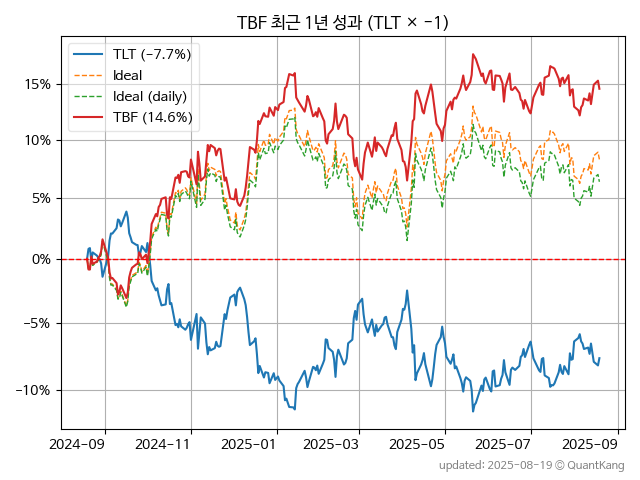 TBF 최근 1년 성과 (TLT × −1)
TLT (−7.7%)
Ideal
Ideal (daily)
TBF (14.6%)
15%
10%
5%
0%
−5%
−10%
2024-09 2024-11 2025-01 2025-03 2025-05 2025-07 2025-09
updated: 2025-08-19 © QuantKang